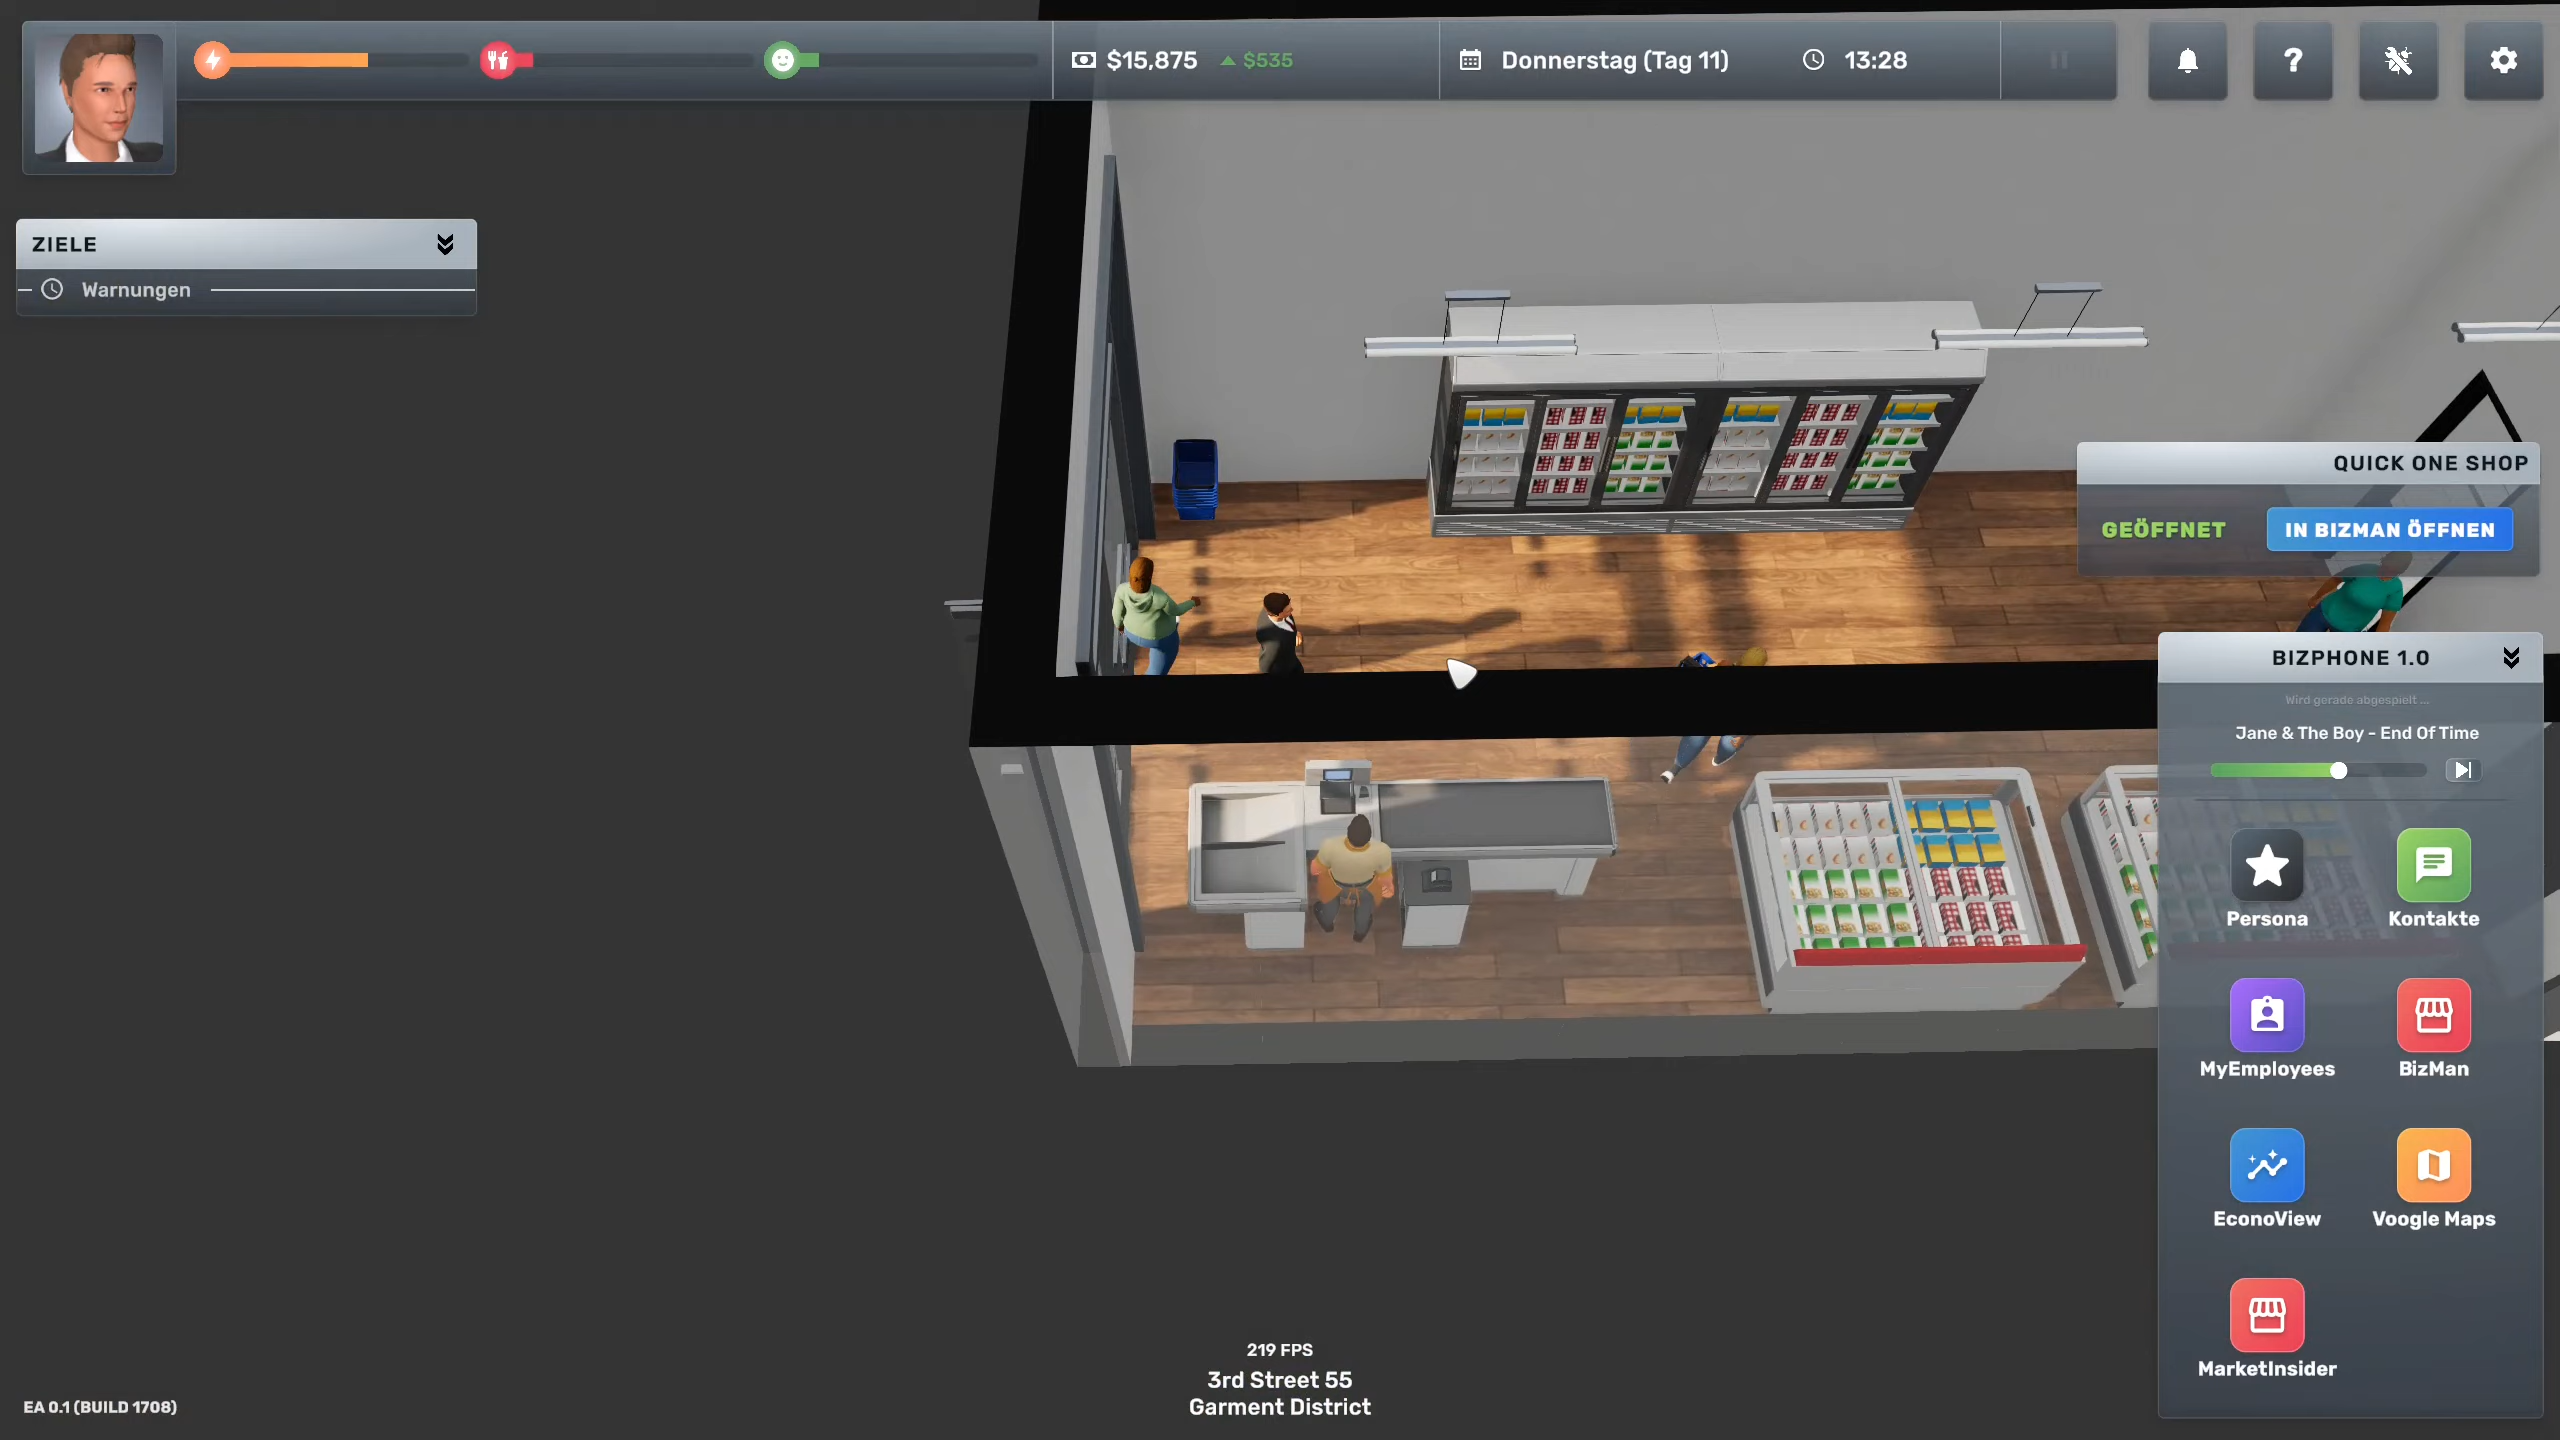 $15,875
$535
Donnerstag (Tag 11)
13:28
?
ZIELE
Warnungen
QUICK ONE SHOP
GEÖFFNET
IN BIZMAN ÖFFNEN
BIZPHONE 1.0
Wird gerade abgespielt ...
Jane & The Boy - End Of Time
Persona
Kontakte
MyEmployees
BizMan
EconoView
Voogle Maps
MarketInsider
219 FPS
3rd Street 55
Garment District
EA 0.1 (BUILD 1708)